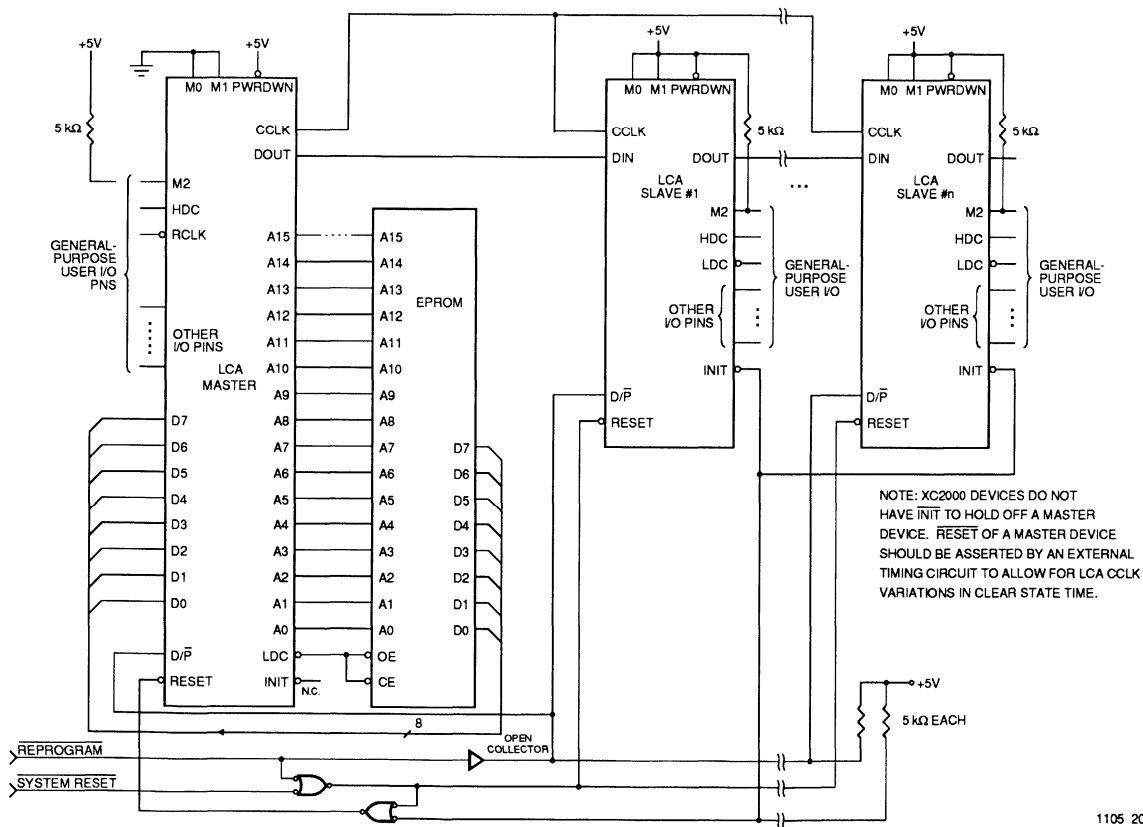 +5V
+5V
+5V
+5V
M0 M1 PWRDWN
M0 M1 PWRDWN
M0 M1 PWRDWN
5 kΩ
5 kΩ
5 kΩ
CCLK
DOUT
CCLK
DIN
DOUT
CCLK
DIN
DOUT
LCA
SLAVE #1
LCA
SLAVE #n
...
M2
HDC
RCLK
GENERAL-
PURPOSE
USER I/O
PNS
OTHER
I/O PINS
LCA
MASTER
M2
HDC
LDC
OTHER
I/O PINS
GENERAL-
PURPOSE
USER I/O
INIT
D/P̅
RESET
M2
HDC
LDC
OTHER
I/O PINS
GENERAL-
PURPOSE
USER I/O
INIT
D/P̅
RESET
EPROM
A15 A15
A14 A14
A13 A13
A12 A12
A11 A11
A10 A10
A9 A9
A8 A8
A7 A7
A6 A6
A5 A5
A4 A4
A3 A3
A2 A2
A1 A1
A0 A0
D7 D7
D6 D6
D5 D5
D4 D4
D3 D3
D2 D2
D1 D1
D0 D0
D/P̅
RESET
LDC
INIT
N.C.
OE
CE
8
NOTE: XC2000 DEVICES DO NOT
HAVE INIT TO HOLD OFF A MASTER
DEVICE. RESET OF A MASTER DEVICE
SHOULD BE ASSERTED BY AN EXTERNAL
TIMING CIRCUIT TO ALLOW FOR LCA CCLK
VARIATIONS IN CLEAR STATE TIME.
+5V
5 kΩ EACH
REPROGRAM
OPEN
COLLECTOR
SYSTEM RESET
1105 20